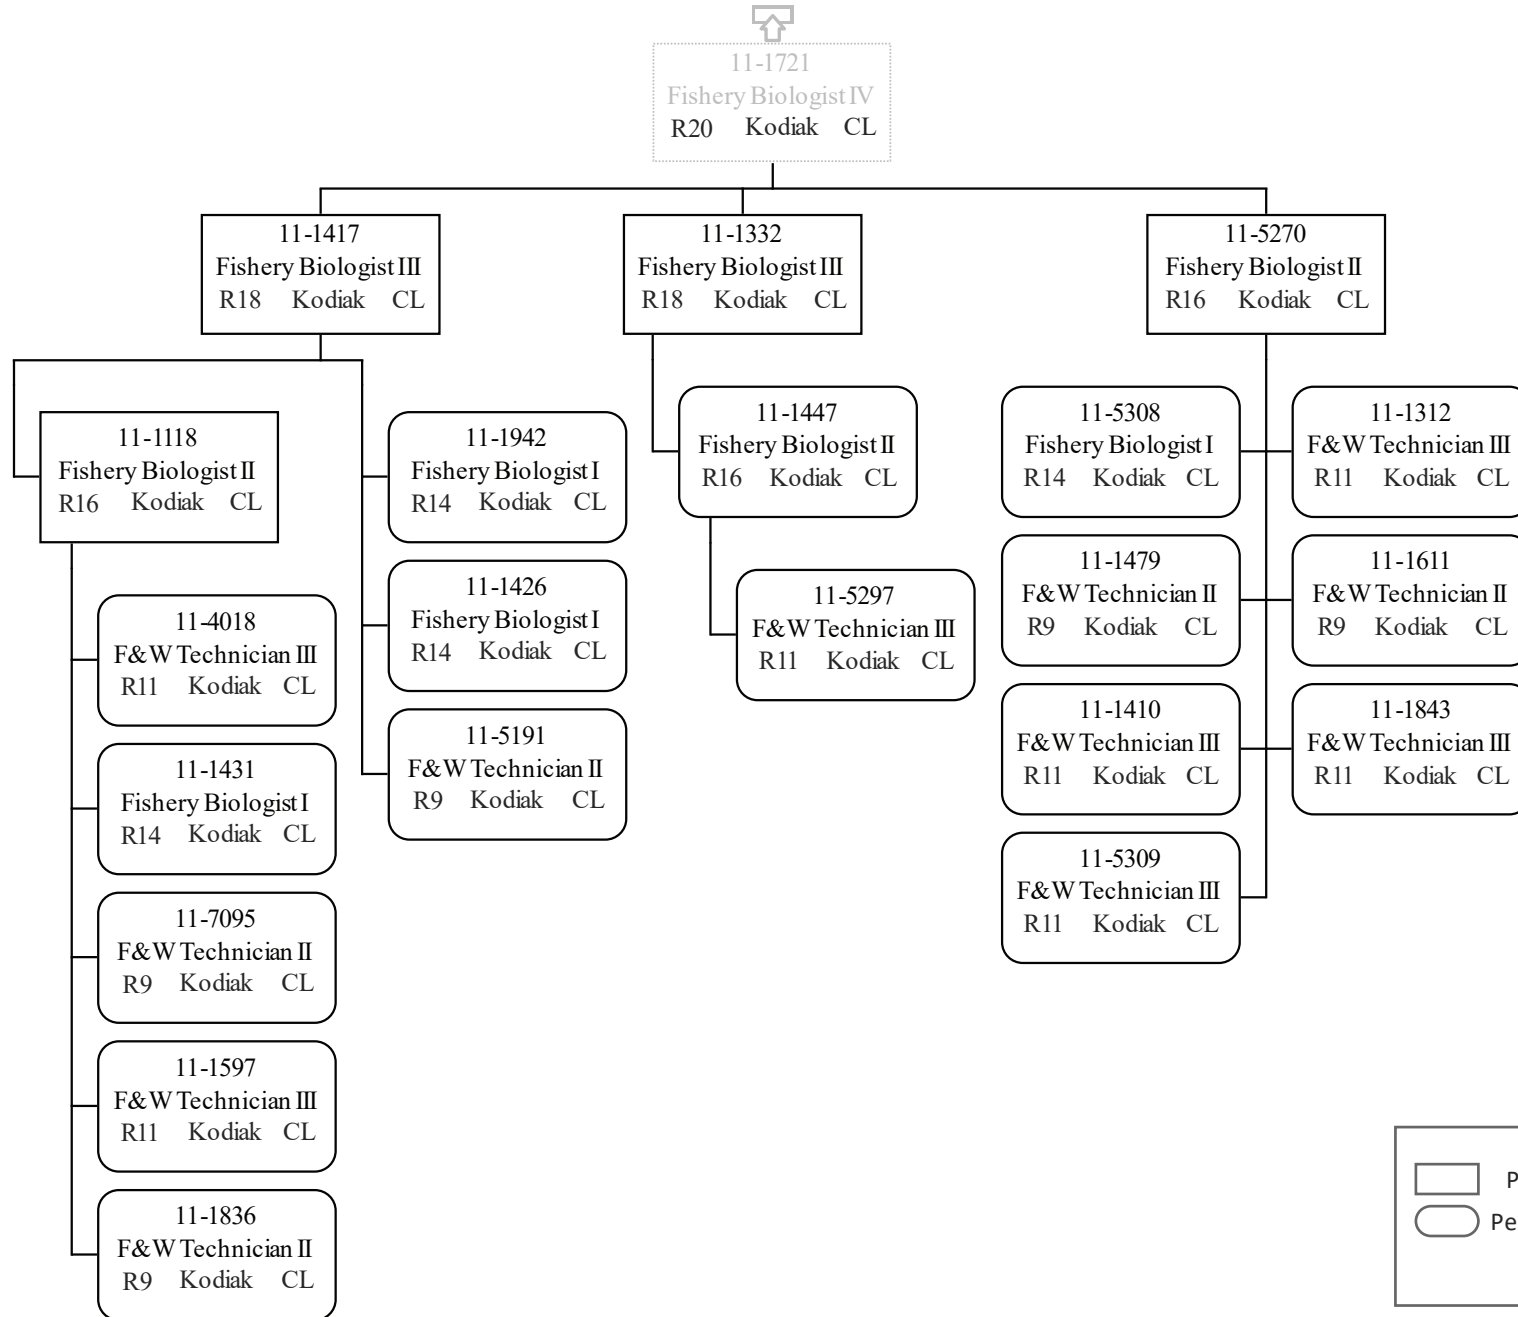 11-1721
Fishery Biologist IV
R20 Kodiak CL
11-1417
Fishery Biologist III
R18 Kodiak CL
11-1332
Fishery Biologist III
R18 Kodiak CL
11-5270
Fishery Biologist II
R16 Kodiak CL
11-1118
Fishery Biologist II
R16 Kodiak CL
11-4018
F&W Technician III
R11 Kodiak CL
11-1431
Fishery Biologist I
R14 Kodiak CL
11-7095
F&W Technician II
R9 Kodiak CL
11-1597
F&W Technician III
R11 Kodiak CL
11-1836
F&W Technician II
R9 Kodiak CL
11-1942
Fishery Biologist I
R14 Kodiak CL
11-1426
Fishery Biologist I
R14 Kodiak CL
11-5191
F&W Technician II
R9 Kodiak CL
11-1447
Fishery Biologist II
R16 Kodiak CL
11-5297
F&W Technician III
R11 Kodiak CL
11-5308
Fishery Biologist I
R14 Kodiak CL
11-1312
F&W Technician III
R11 Kodiak CL
11-1479
F&W Technician II
R9 Kodiak CL
11-1611
F&W Technician II
R9 Kodiak CL
11-1410
F&W Technician III
R11 Kodiak CL
11-1843
F&W Technician III
R11 Kodiak CL
11-5309
F&W Technician III
R11 Kodiak CL